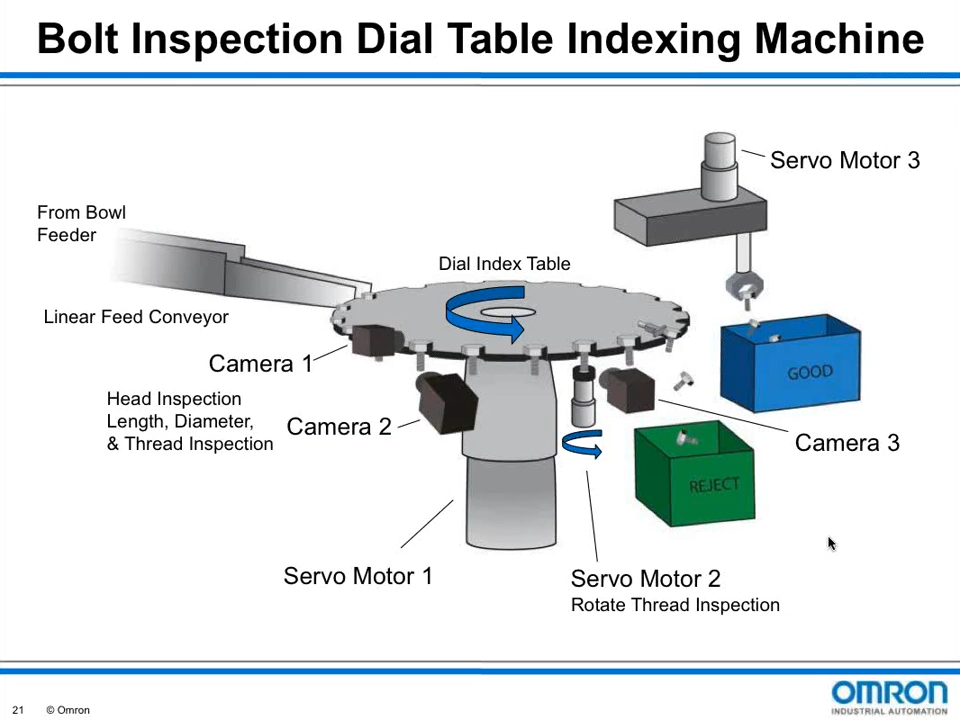 Bolt Inspection Dial Table Indexing Machine
Servo Motor 3
From Bowl
Feeder
Dial Index Table
Linear Feed Conveyor
Camera 1
Head Inspection
Length, Diameter,
& Thread Inspection
Camera 2
GOOD
Camera 3
REJECT
Servo Motor 1
Servo Motor 2
Rotate Thread Inspection
21 © Omron
OMRON
INDUSTRIAL AUTOMATION